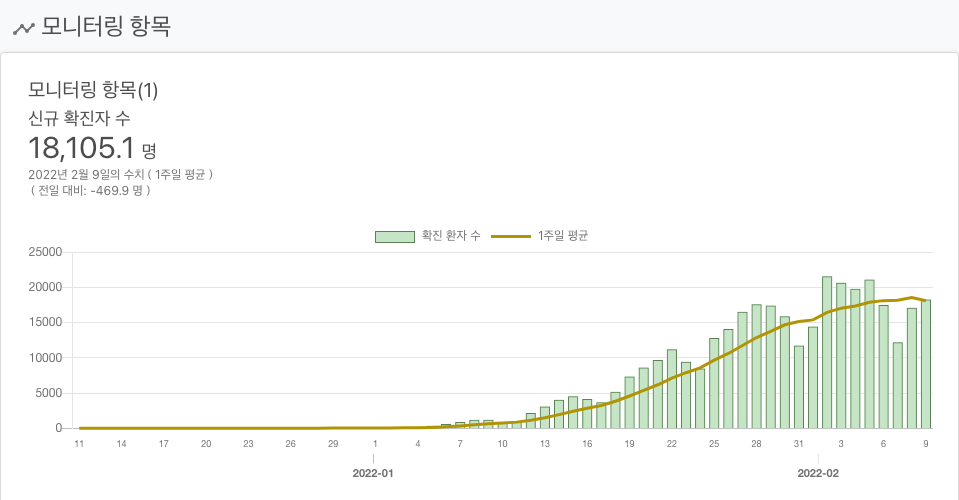 모니터링 항목
모니터링 항목(1)
신규 확진자 수
18,105.1 명
2022년 2월 9일의 수치 ( 1주일 평균 )
( 전일 대비: -469.9 명 )
확진 환자 수 1주일 평균
25000
20000
15000
10000
5000
0
11 14 17 20 23 26 29 1 4 7 10 13 16 19 22 25 28 31 3 6 9
2022-01 2022-02